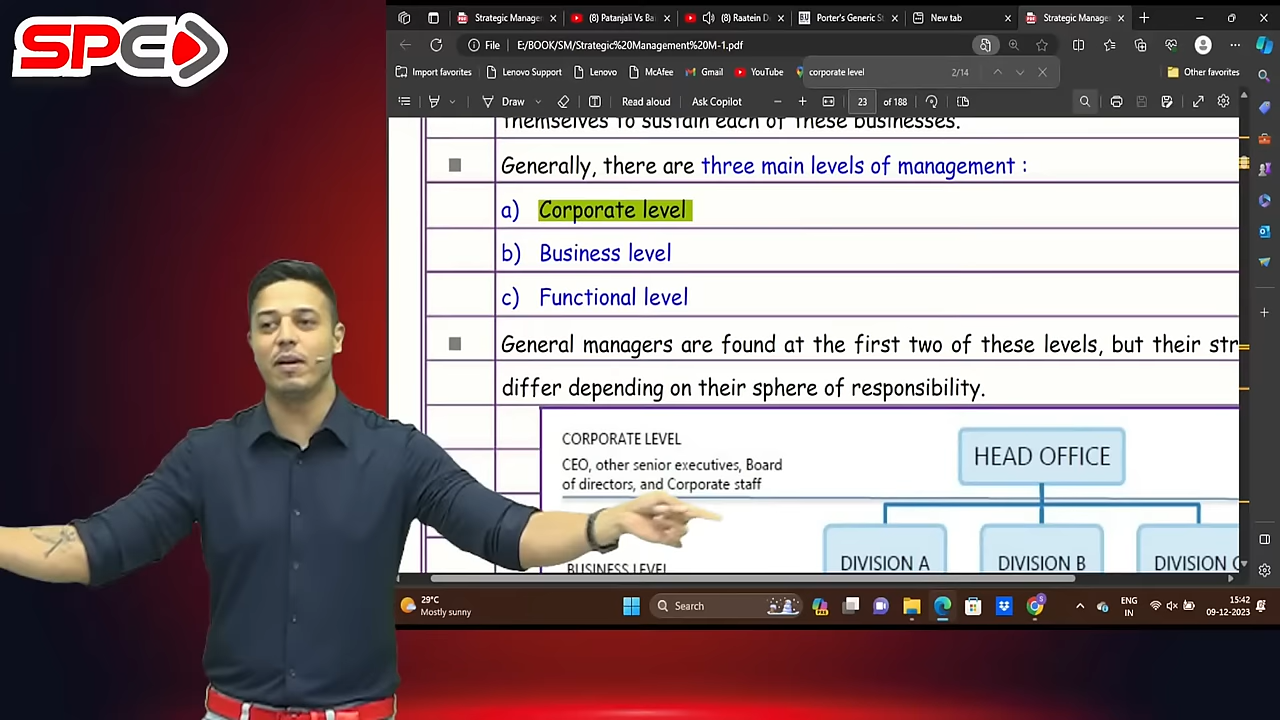 SPC
Strategic Manage
(8) Patanjali Vs Ba
(8) Raatein D
Porter's Generic S
New tab
Strategic Manage
File
E:/BOOK/SM/Strategic%20Management%20M-1.pdf
Import favorites
Lenovo Support
Lenovo
McAfee
Gmail
YouTube
corporate level
2/14
Other favorites
Draw
Read aloud
Ask Copilot
23
of 188
themselves to sustain each of these businesses.
Generally, there are three main levels of management :
a) Corporate level
b) Business level
c) Functional level
General managers are found at the first two of these levels, but their str
differ depending on their sphere of responsibility.
CORPORATE LEVEL
CEO, other senior executives, Board
of directors, and Corporate staff
HEAD OFFICE
DIVISION A
DIVISION B
DIVISION C
BUSINESS LEVEL
29°C
Mostly sunny
Search
ENG
IN
15:42
09-12-2023